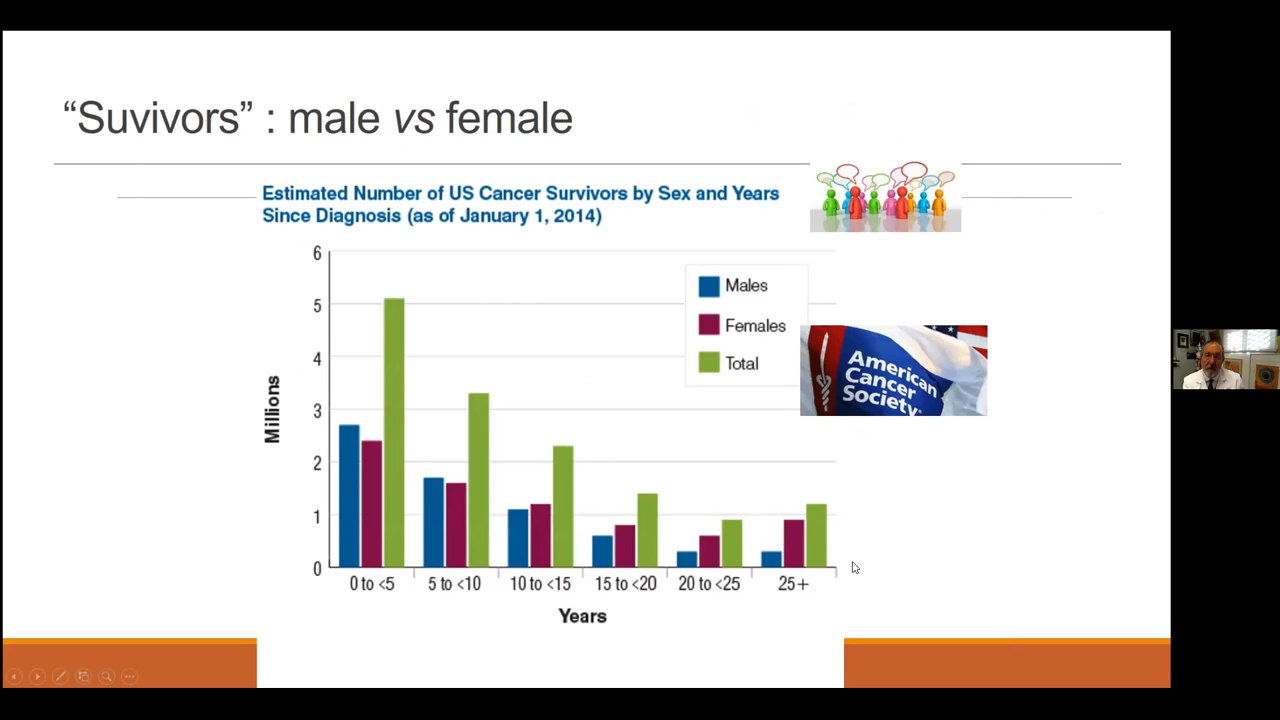 “Suvivors” : male vs female
Estimated Number of US Cancer Survivors by Sex and Years
Since Diagnosis (as of January 1, 2014)
6
5
4
3
2
1
0
Millions
Males
Females
Total
American
Cancer
Society
0 to <5
5 to <10
10 to <15
15 to <20
20 to <25
25+
Years